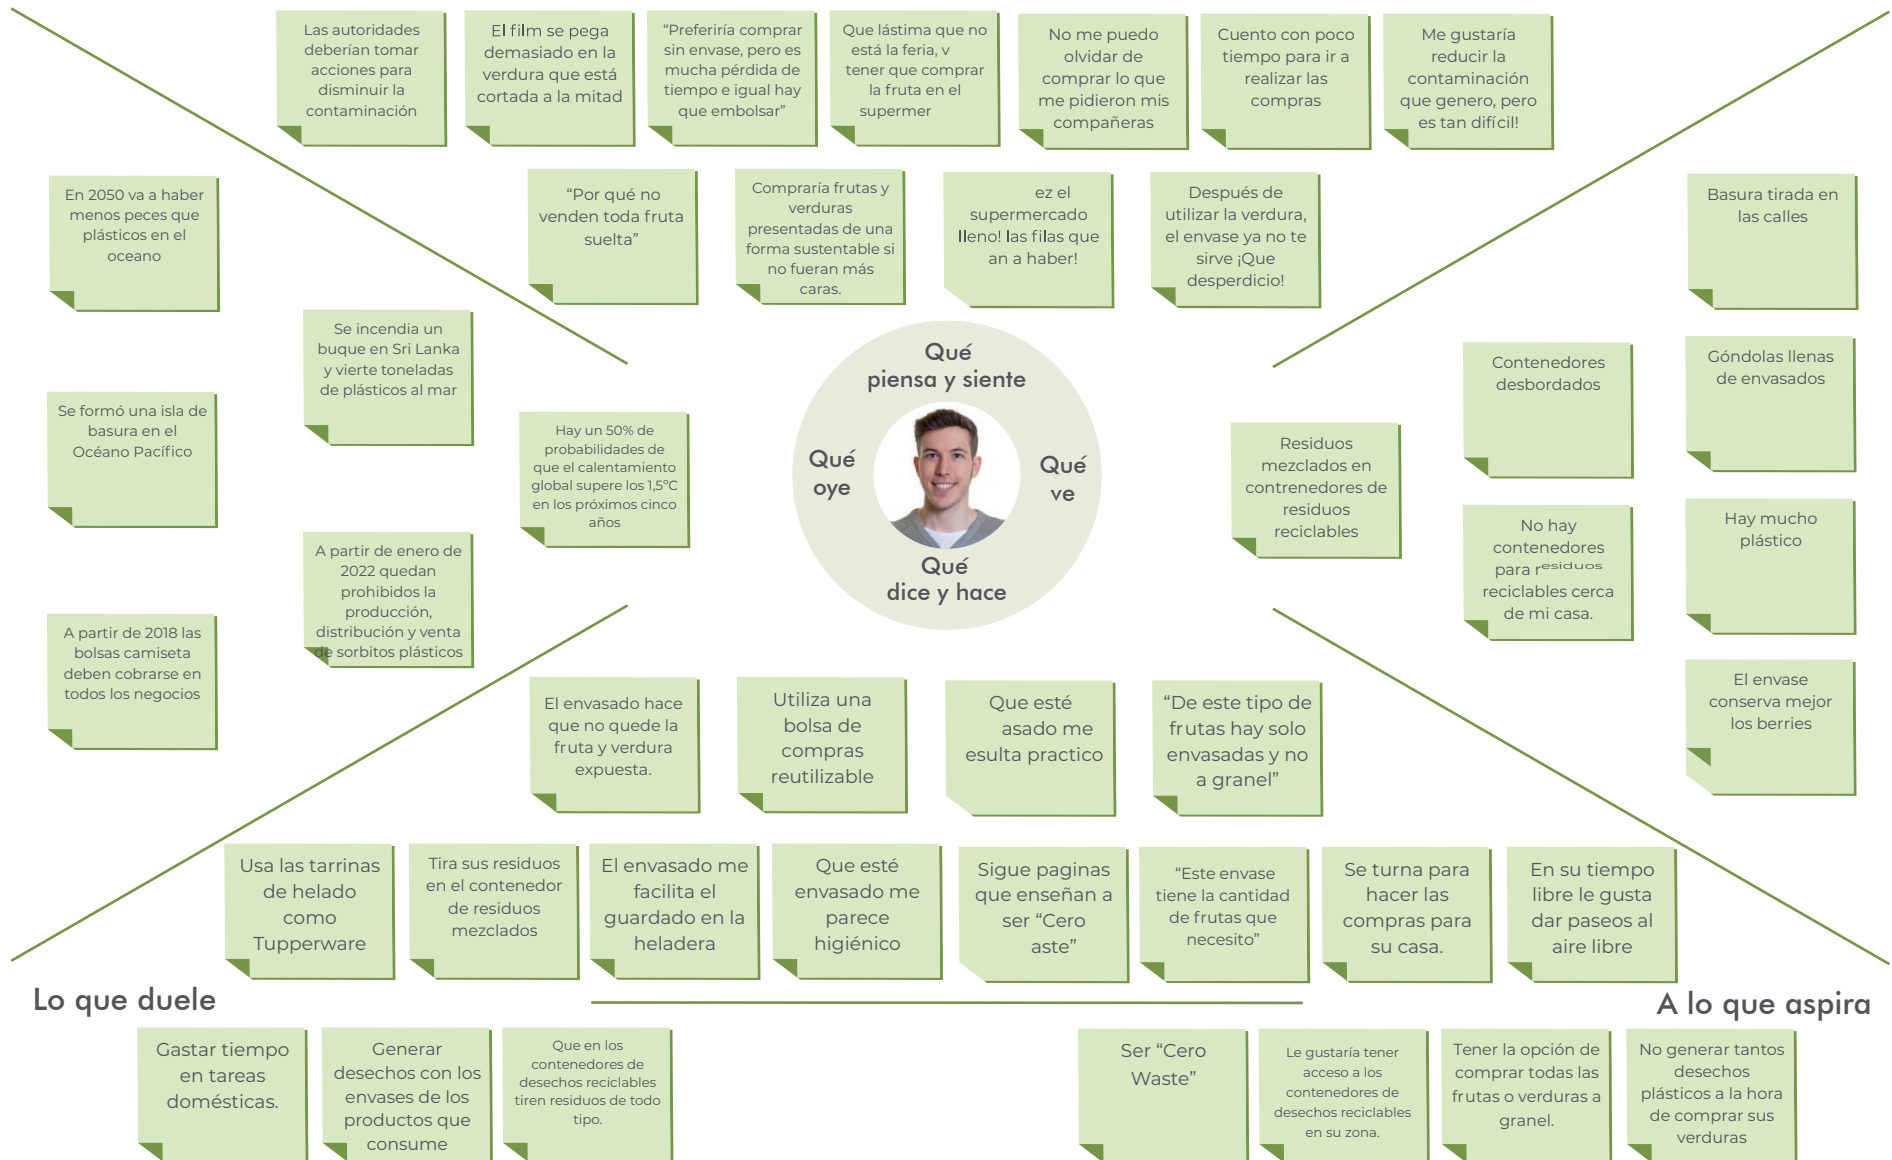 Las autoridades
deberían tomar
acciones para
disminuir la
contaminación
El film se pega
demasiado en la
verdura que está
cortada a la mitad
“Preferiría comprar
sin envase, pero es
mucha pérdida de
tiempo e igual hay
que embolsar”
Que lástima que no
está la feria, v
tener que comprar
la fruta en el
supermer
No me puedo
olvidar de
comprar lo que
me pidieron mis
compañeras
Cuento con poco
tiempo para ir a
realizar las
compras
Me gustaría
reducir la
contaminación
que genero, pero
es tan difícil!
“Por qué no
venden toda fruta
suelta”
Compraría frutas y
verduras
presentadas de una
forma sustentable si
no fueran más
caras.
ez el
supermercado
lleno! las filas que
an a haber!
Después de
utilizar la verdura,
el envase ya no te
sirve ¡Que
desperdicio!
En 2050 va a haber
menos peces que
plásticos en el
oceano
Se incendia un
buque en Sri Lanka
y vierte toneladas
de plásticos al mar
Se formó una isla de
basura en el
Océano Pacífico
Hay un 50% de
probabilidades de
que el calentamiento
global supere los 1,5ºC
en los próximos cinco
años
A partir de enero de
2022 quedan
prohibidos la
producción,
distribución y venta
de sorbitos plásticos
A partir de 2018 las
bolsas camiseta
deben cobrarse en
todos los negocios
Qué
piensa y siente
Qué
oye
Qué
ve
Qué
dice y hace
Basura tirada en
las calles
Contenedores
desbordados
Góndolas llenas
de envasados
Residuos
mezclados en
contrenedores de
residuos
reciclables
No hay
contenedores
para residuos
reciclables cerca
de mi casa.
Hay mucho
plástico
El envase
conserva mejor
los berries
El envasado hace
que no quede la
fruta y verdura
expuesta.
Utiliza una
bolsa de
compras
reutilizable
Que esté
asado me
esulta practico
“De este tipo de
frutas hay solo
envasadas y no
a granel”
Usa las tarrinas
de helado
como
Tupperware
Tira sus residuos
en el contenedor
de residuos
mezclados
El envasado me
facilita el
guardado en la
heladera
Que esté
envasado me
parece
higiénico
Sigue paginas
que enseñan a
ser “Cero
aste”
“Este envase
tiene la cantidad
de frutas que
necesito”
Se turna para
hacer las
compras para
su casa.
En su tiempo
libre le gusta
dar paseos al
aire libre
Lo que duele
Gastar tiempo
en tareas
domésticas.
Generar
desechos con los
envases de los
productos que
consume
Que en los
contenedores de
desechos reciclables
tiren residuos de todo
tipo.
A lo que aspira
Ser “Cero
Waste”
Le gustaría tener
acceso a los
contenedores de
desechos reciclables
en su zona.
Tener la opción de
comprar todas las
frutas o verduras a
granel.
No generar tantos
desechos
plásticos a la hora
de comprar sus
verduras